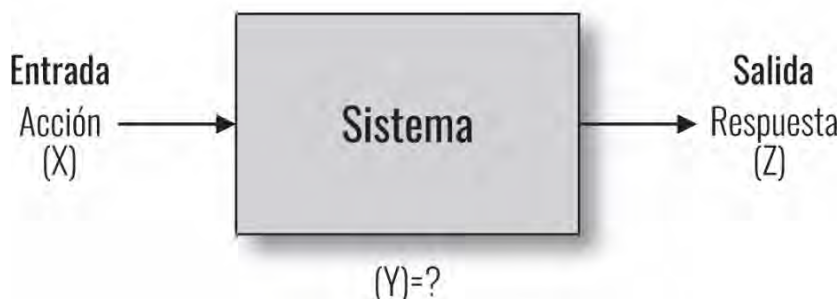 Entrada
Acción
(X)
Sistema
Salida
Respuesta
(Z)
(Y)=?